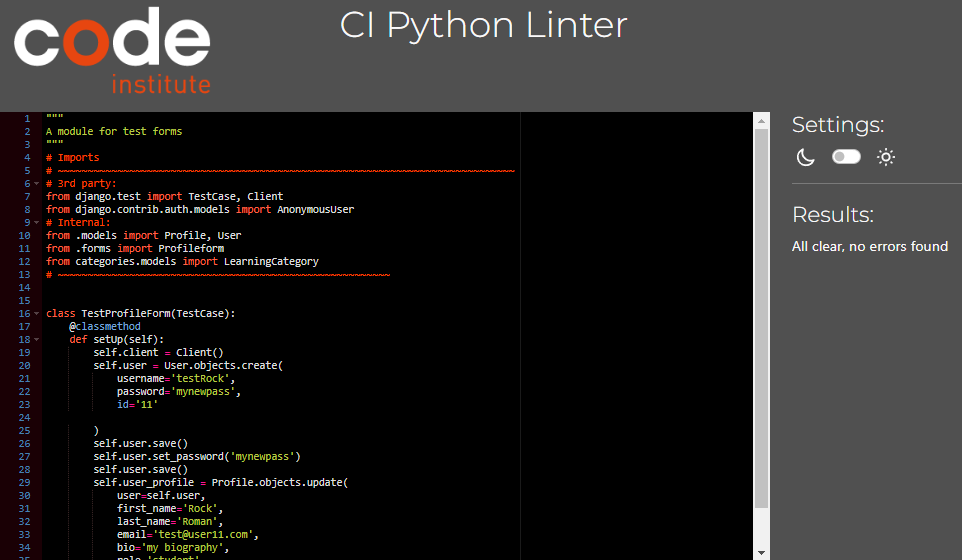 code
institute
CI Python Linter
1 """
2 A module for test forms
3 """
4 # Imports
5 # ~~~~~~~~~~~~~~~~~~~~~~~~~~~~~~~~~~~~~~~~~~~~~~~~~~~~~~~~~~~~~~~~~~~~~~~~~~~~~
6 # 3rd party:
7 from django.test import TestCase, Client
8 from django.contrib.auth.models import AnonymousUser
9 # Internal:
10 from .models import Profile, User
11 from .forms import Profileform
12 from categories.models import LearningCategory
13 # ~~~~~~~~~~~~~~~~~~~~~~~~~~~~~~~~~~~~~~~~~~~~~~~~~~~~~~~~
14
15
16 class TestProfileForm(TestCase):
17     @classmethod
18     def setUp(self):
19         self.client = Client()
20         self.user = User.objects.create(
21             username='testRock',
22             password='mynewpass',
23             id='11'
24
25         )
26         self.user.save()
27         self.user.set_password('mynewpass')
28         self.user.save()
29         self.user_profile = Profile.objects.update(
30             user=self.user,
31             first_name='Rock',
32             last_name='Roman',
33             email='test@user11.com',
34             bio='my biography',
Settings:
Results:
All clear, no errors found